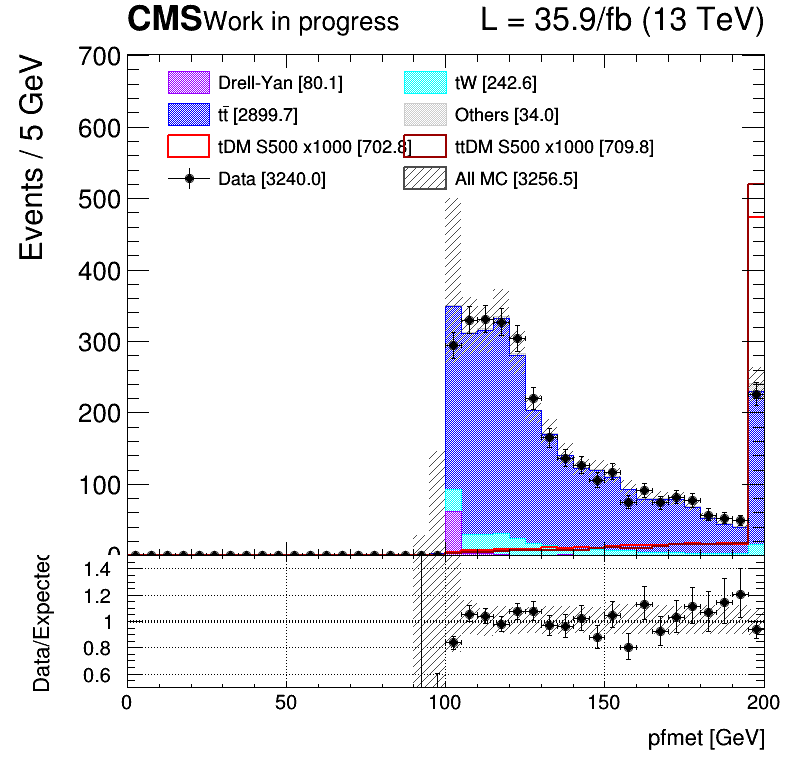 CMS Work in progress L = 35.9/fb (13 TeV)
Events / 5 GeV
700
600
500
400
300
200
100
0
Drell-Yan [80.1] tW [242.6]
tt̄ [2899.7] Others [34.0]
tDM S500 x1000 [702.8] ttDM S500 x1000 [709.8]
Data [3240.0] All MC [3256.5]
Data/Expected
1.4
1.2
1
0.8
0.6
0 50 100 150 200
pfmet [GeV]